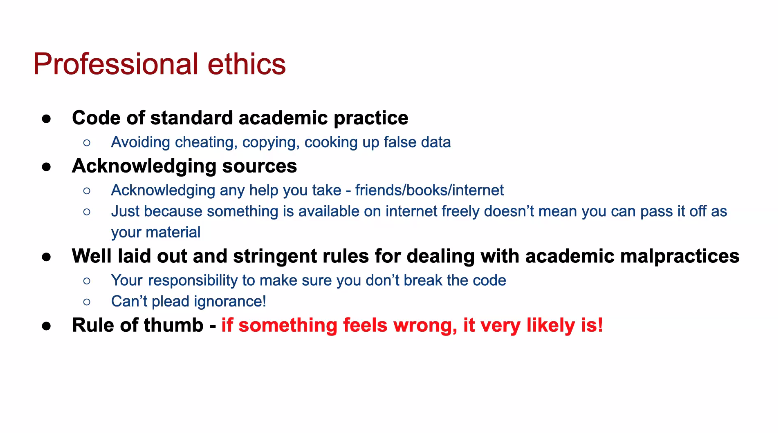 Professional ethics
● Code of standard academic practice
○ Avoiding cheating, copying, cooking up false data
● Acknowledging sources
○ Acknowledging any help you take - friends/books/internet
○ Just because something is available on internet freely doesn't mean you can pass it off as
your material
● Well laid out and stringent rules for dealing with academic malpractices
○ Your responsibility to make sure you don't break the code
○ Can't plead ignorance!
● Rule of thumb - if something feels wrong, it very likely is!